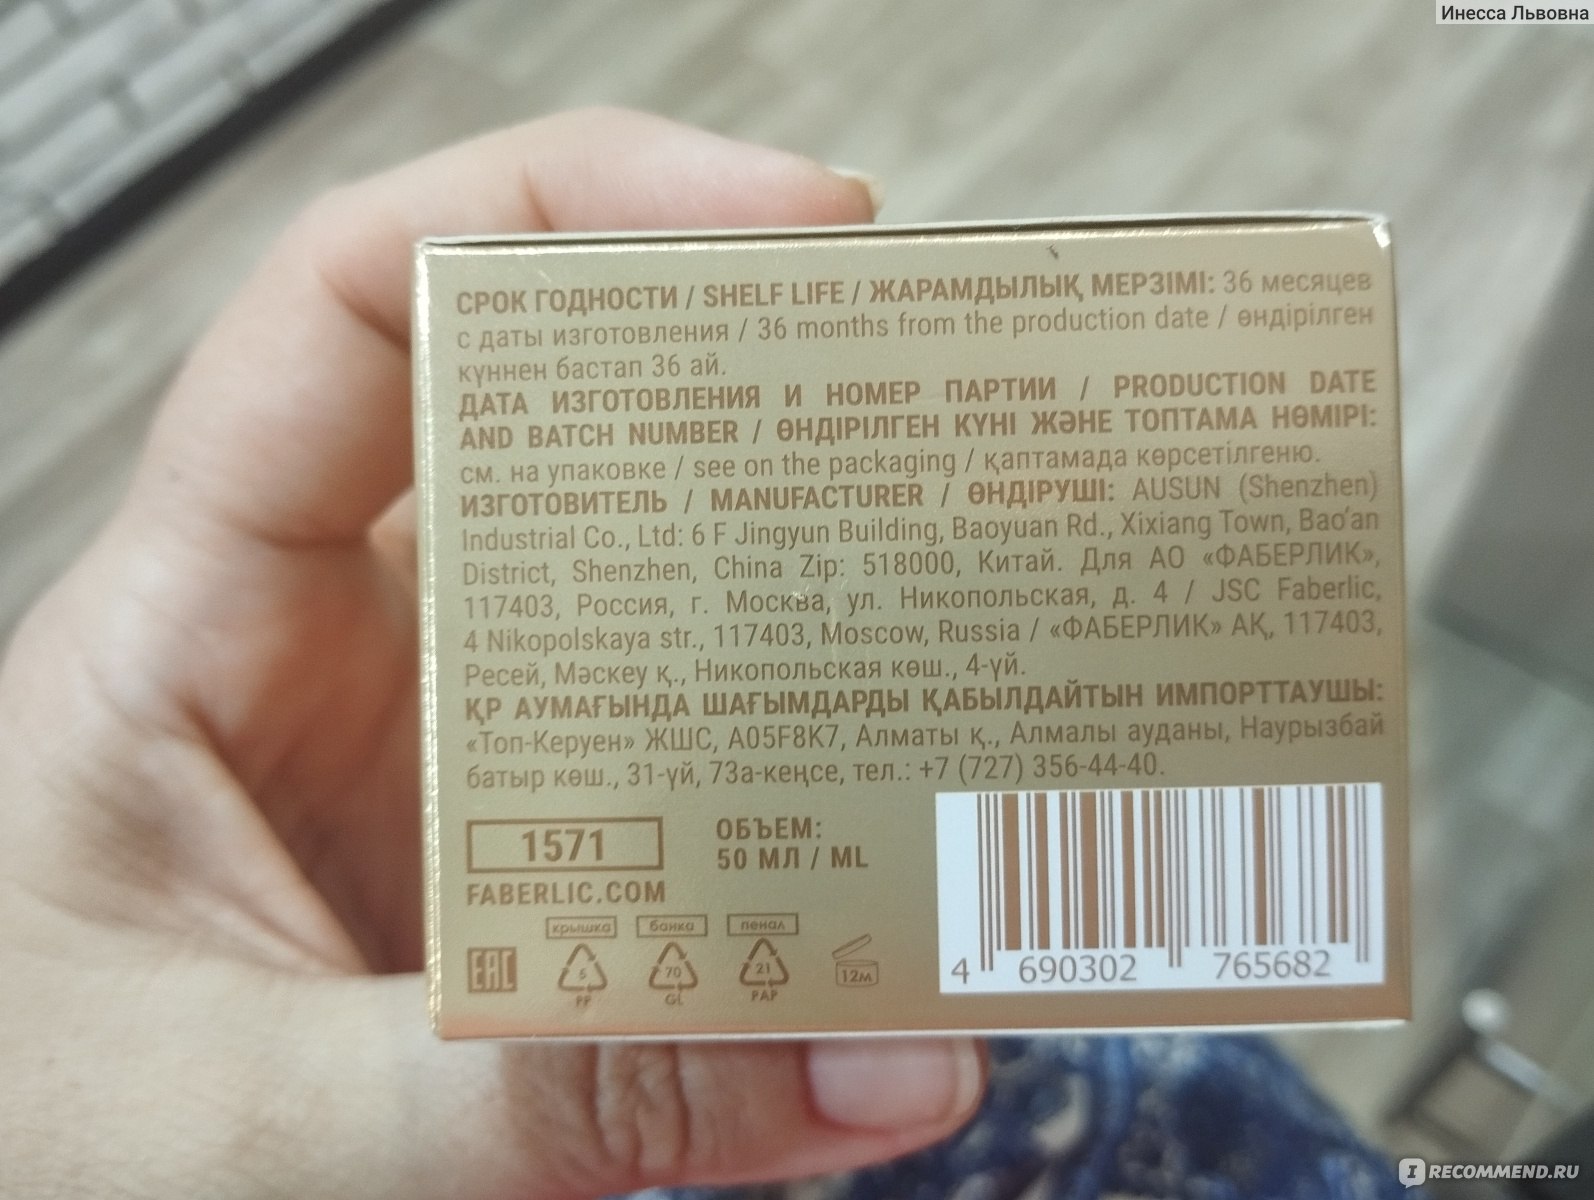 Инесса Львовна
СРОК ГОДНОСТИ / SHELF LIFE / ЖАРАМДЫЛЫҚ МЕРЗІМІ: 36 месяцев
с даты изготовления / 36 months from the production date / өндірілген
күннен бастап 36 ай.
ДАТА ИЗГОТОВЛЕНИЯ И НОМЕР ПАРТИИ / PRODUCTION DATE
AND BATCH NUMBER / ӨНДІРІЛГЕН КҮНІ ЖӘНЕ ТОПТАМА НӨМІРІ:
см. на упаковке / see on the packaging / қаптамада көрсетілгеню.
ИЗГОТОВИТЕЛЬ / MANUFACTURER / ӨНДІРУШІ: AUSUN (Shenzhen)
Industrial Co., Ltd: 6 F Jingyun Building, Baoyuan Rd., Xixiang Town, Bao'an
District, Shenzhen, China Zip: 518000, Китай. Для АО «ФАБЕРЛИК»,
117403, Россия, г. Москва, ул. Никопольская, д. 4 / JSC Faberlic,
4 Nikopolskaya str., 117403, Moscow, Russia / «ФАБЕРЛИК» АҚ, 117403,
Ресей, Мәскеу қ., Никопольская көш., 4-үй.
ҚР АУМАҒЫНДА ШАҒЫМДАРДЫ ҚАБЫЛДАЙТЫН ИМПОРТТАУШЫ:
«Топ-Керуен» ЖШС, A05F8K7, Алматы қ., Алмалы ауданы, Наурызбай
батыр көш., 31-үй, 73а-кеңсе, тел.: +7 (727) 356-44-40.
1571
ОБЪЕМ:
50 МЛ / ML
FABERLIC.COM
крышка банка пенал
EAC 5 70 21 12м
PP GL PAP
4 690302 765682
I RECOMMEND.RU